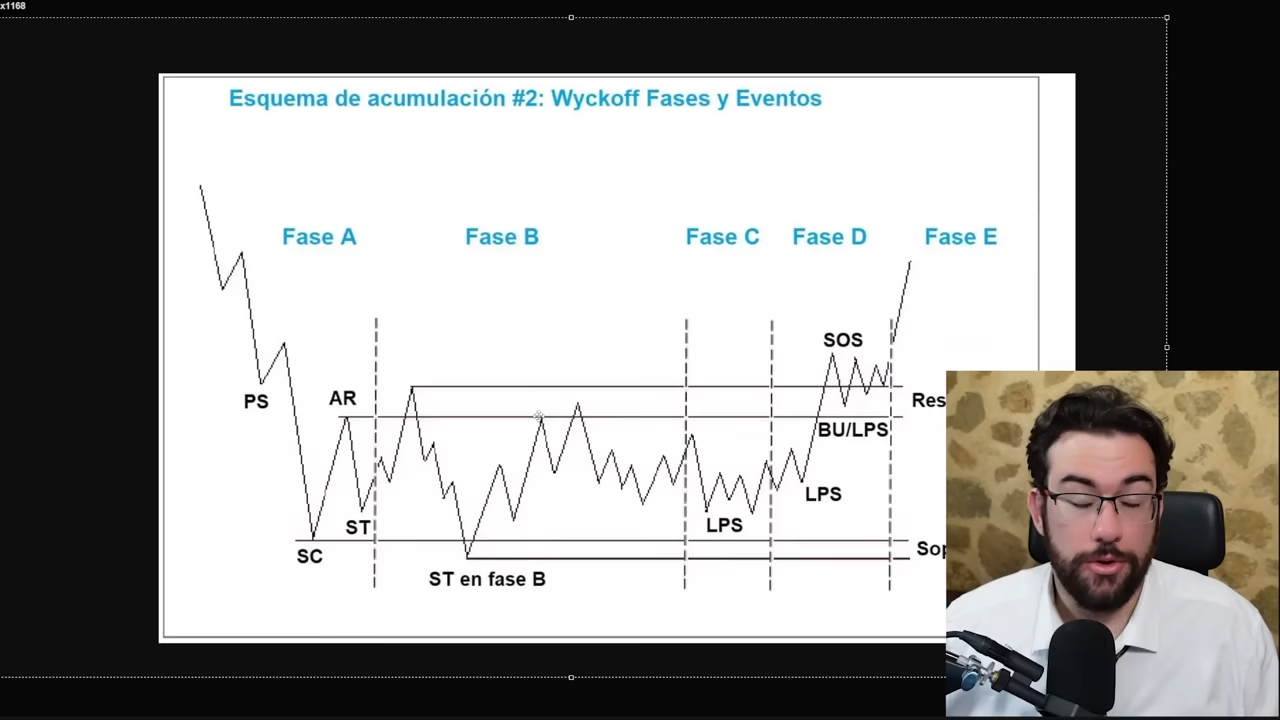 x1168
Esquema de acumulación #2: Wyckoff Fases y Eventos
Fase A Fase B Fase C Fase D Fase E
SOS
PS AR Res
BU/LPS
LPS
ST LPS
SC Sop
ST en fase B